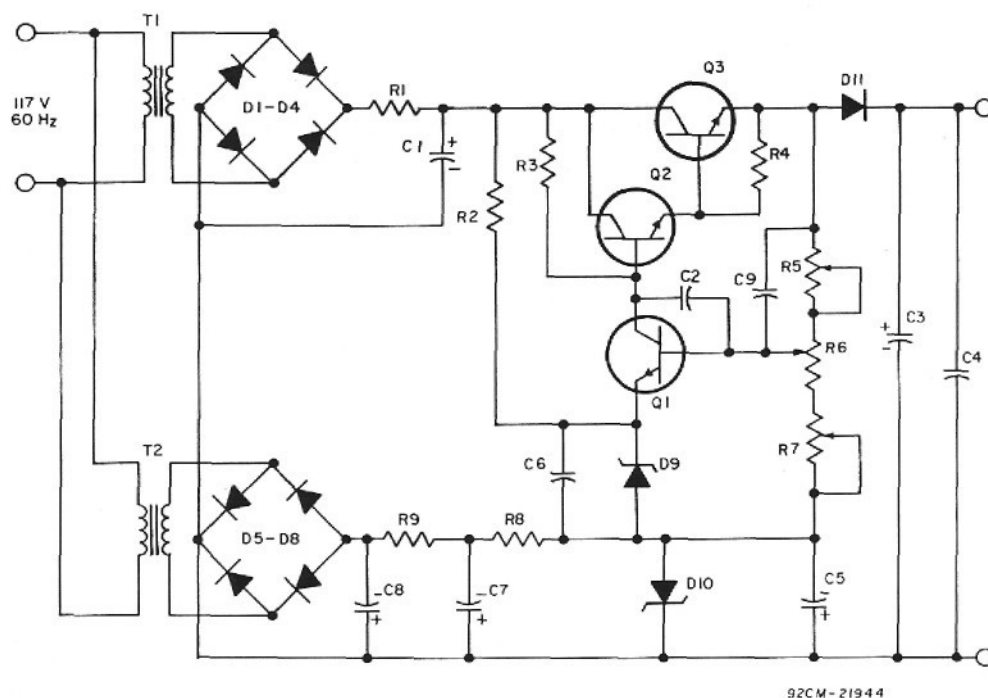 T1
117 V
60 Hz
D1-D4
R1
C1
+
-
R2
R3
Q2
Q3
R4
D11
C2
C9
R5
R6
R7
C3
+
-
C4
Q1
T2
D5-D8
C6
D9
R9
R8
-
C8
+
-
C7
+
D10
C5
-
+
92CM-21944